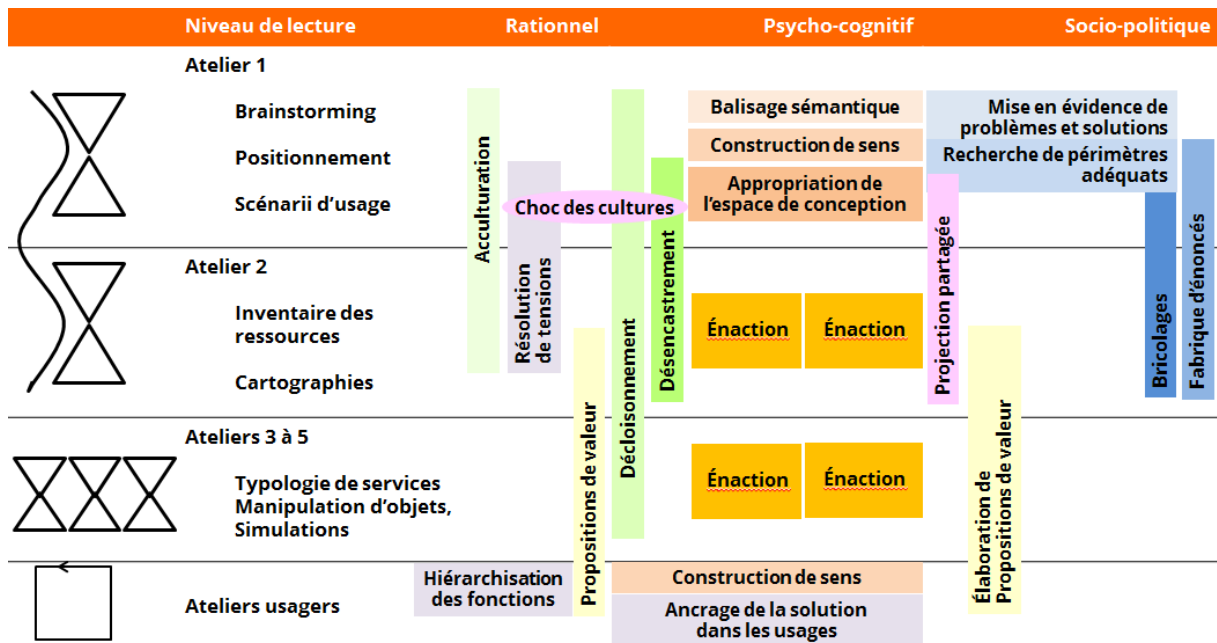 Niveau de lecture
Rationnel
Psycho-cognitif
Socio-politique
Atelier 1
Brainstorming
Positionnement
Scénarii d'usage
Acculturation
Résolution
de tensions
Choc des cultures
Décloisonnement
Désencastrement
Balisage sémantique
Construction de sens
Appropriation de
l'espace de conception
Mise en évidence de
problèmes et solutions
Recherche de périmètres
adéquats
Projection partagée
Bricolages
Fabrique d'énoncés
Atelier 2
Inventaire des
ressources
Cartographies
Énaction
Énaction
Propositions de valeur
Élaboration de
Propositions de valeur
Ateliers 3 à 5
Typologie de services
Manipulation d'objets,
Simulations
Énaction
Énaction
Ateliers usagers
Hiérarchisation
des fonctions
Construction de sens
Ancrage de la solution
dans les usages